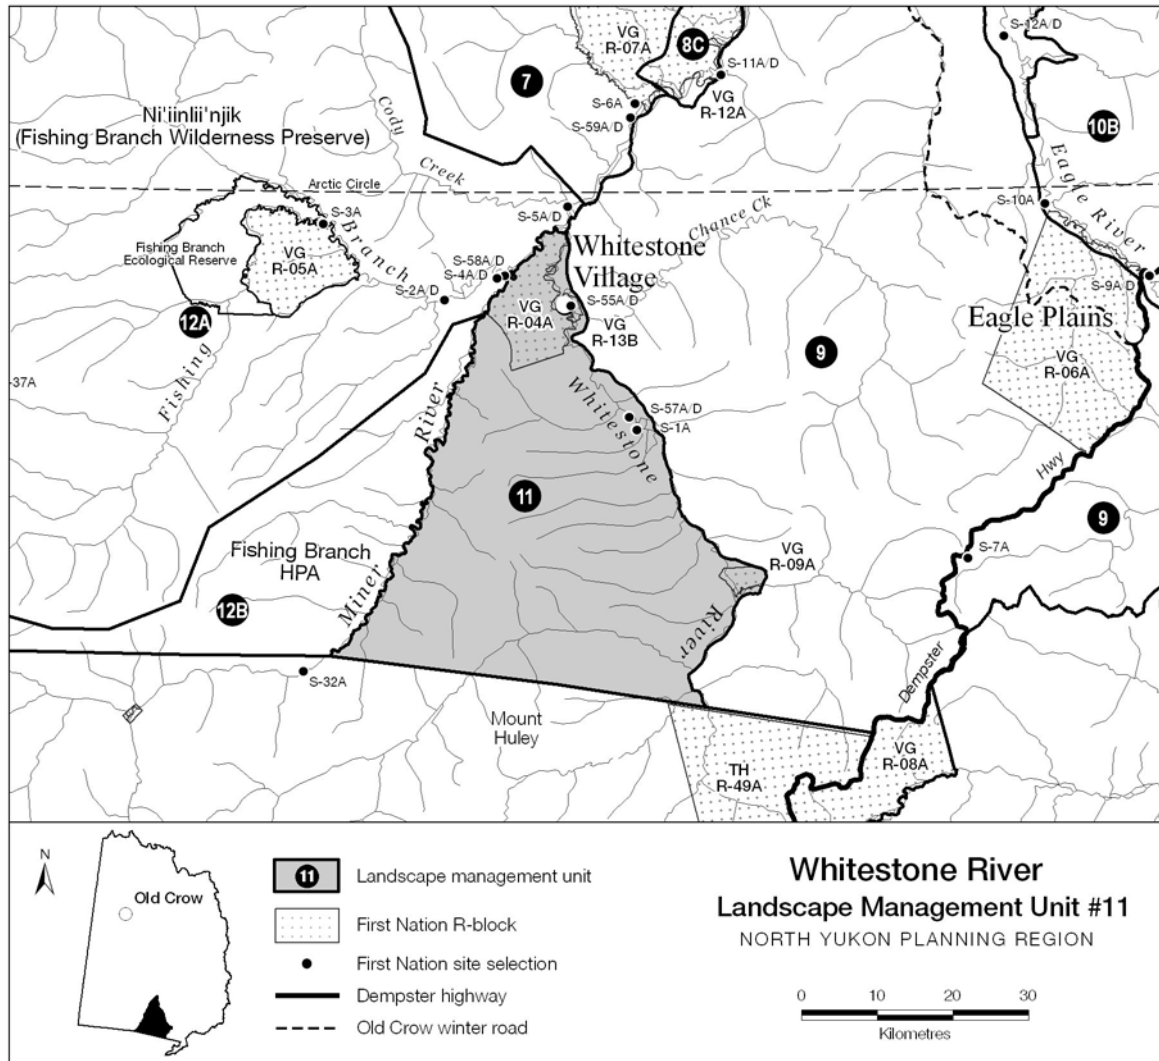 VG
R-07A
8C
S-12A/D
S-11A/D
7
VG
R-12A
S-6A
S-59A/D
10B
Ni'iinlii'njik
(Fishing Branch Wilderness Preserve)
Cody
Creek
Arctic Circle
Eagle River
S-10A
S-5A/D
Chance Ck
S-3A
Branch
Fishing Branch
Ecological Reserve
VG
R-05A
Whitestone
Village
S-58A/D
S-4A/D
S-2A/D
S-9A/D
S-55A/D
VG
R-04A
VG
R-13B
Eagle Plains
12A
9
VG
R-06A
-37A
Fishing
River
Whitestone
S-57A/D
S-1A
Hwy
11
9
Fishing Branch
HPA
VG
R-09A
S-7A
Miner
12B
River
Dempster
S-32A
Mount
Huley
VG
R-08A
TH
R-49A
N
Old Crow
11
Landscape management unit
First Nation R-block
First Nation site selection
Dempster highway
Old Crow winter road
Whitestone River
Landscape Management Unit #11
NORTH YUKON PLANNING REGION
0 10 20 30
Kilometres